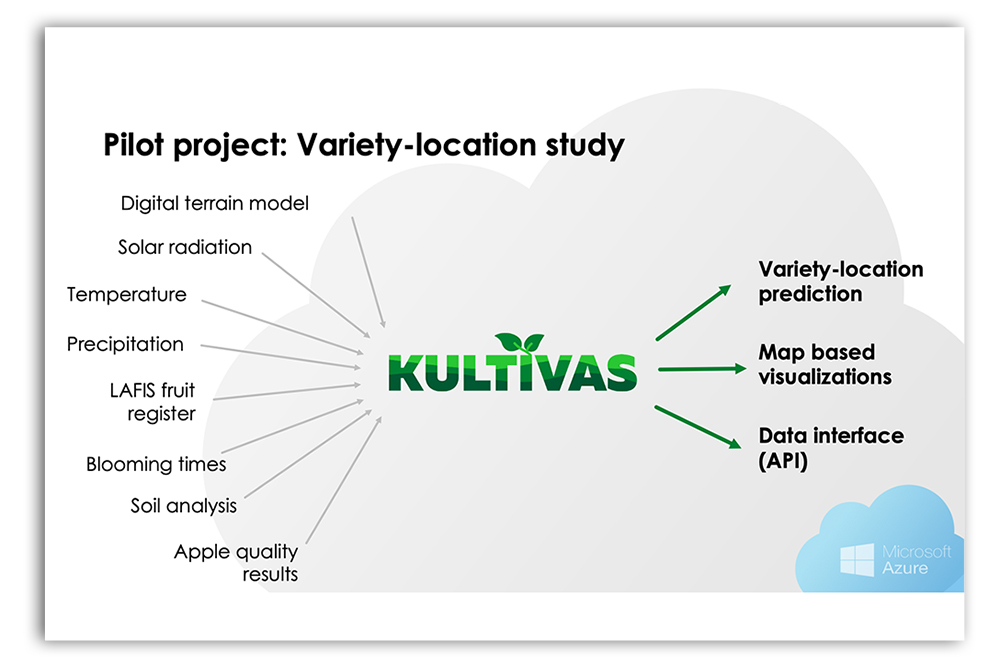 Pilot project: Variety-location study
Digital terrain model
Solar radiation
Temperature
Precipitation
LAFIS fruit
register
Blooming times
Soil analysis
Apple quality
results
KULTIVAS
Variety-location
prediction
Map based
visualizations
Data interface
(API)
Microsoft
Azure